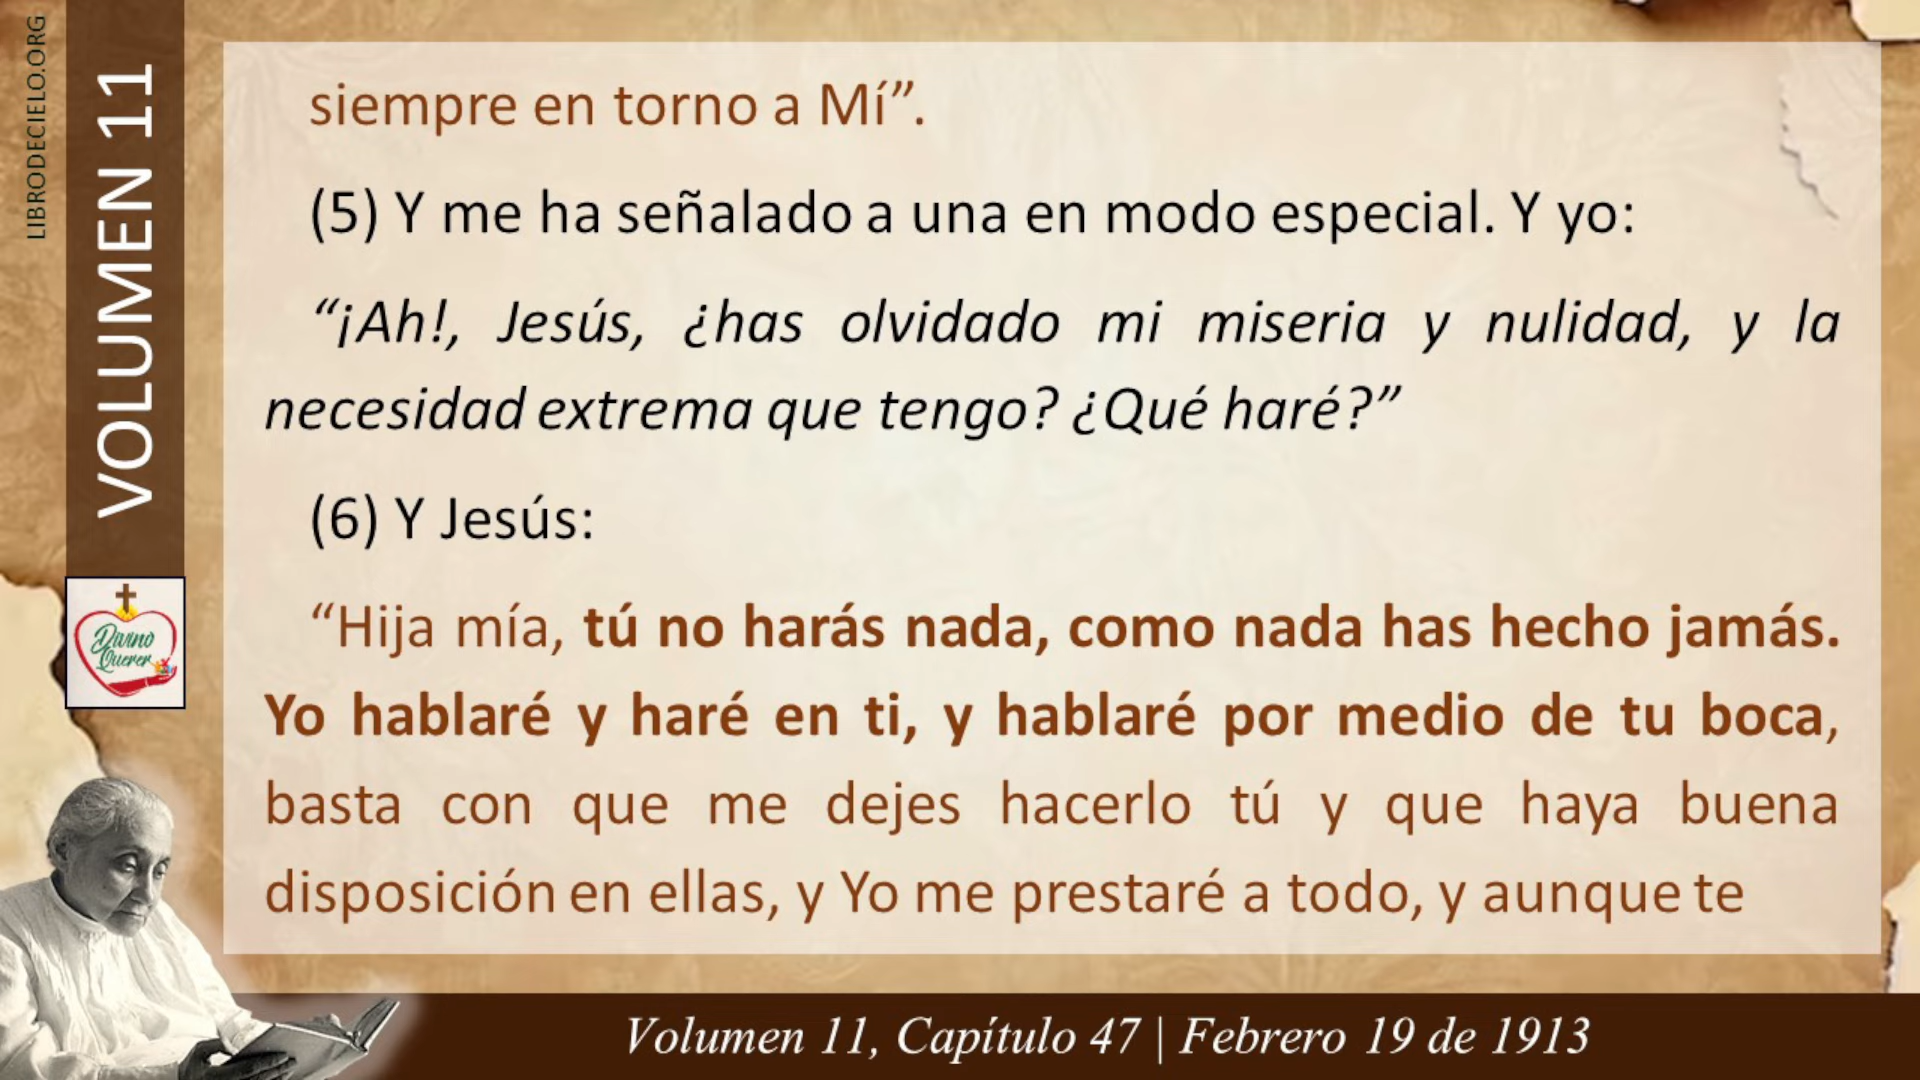 LIBRODECIELO.ORG
VOLUMEN 11
Divino
Querer
siempre en torno a Mí”.
(5) Y me ha señalado a una en modo especial. Y yo:
“¡Ah!, Jesús, ¿has olvidado mi miseria y nulidad, y la
necesidad extrema que tengo? ¿Qué haré?”
(6) Y Jesús:
“Hija mía, tú no harás nada, como nada has hecho jamás.
Yo hablaré y haré en ti, y hablaré por medio de tu boca,
basta con que me dejes hacerlo tú y que haya buena
disposición en ellas, y Yo me prestaré a todo, y aunque te
Volumen 11, Capítulo 47 | Febrero 19 de 1913